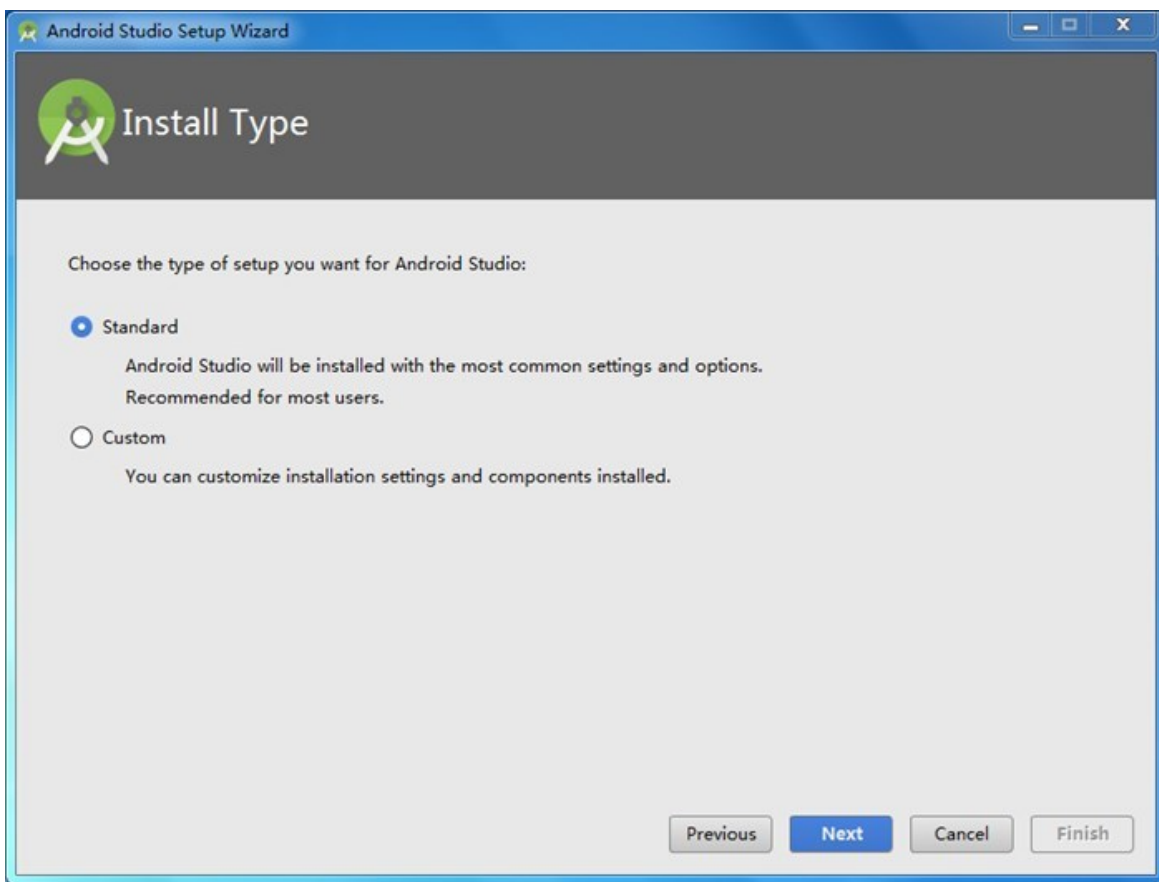 Android Studio Setup Wizard
Install Type
Choose the type of setup you want for Android Studio:
Standard
Android Studio will be installed with the most common settings and options.
Recommended for most users.
Custom
You can customize installation settings and components installed.
Previous Next Cancel Finish